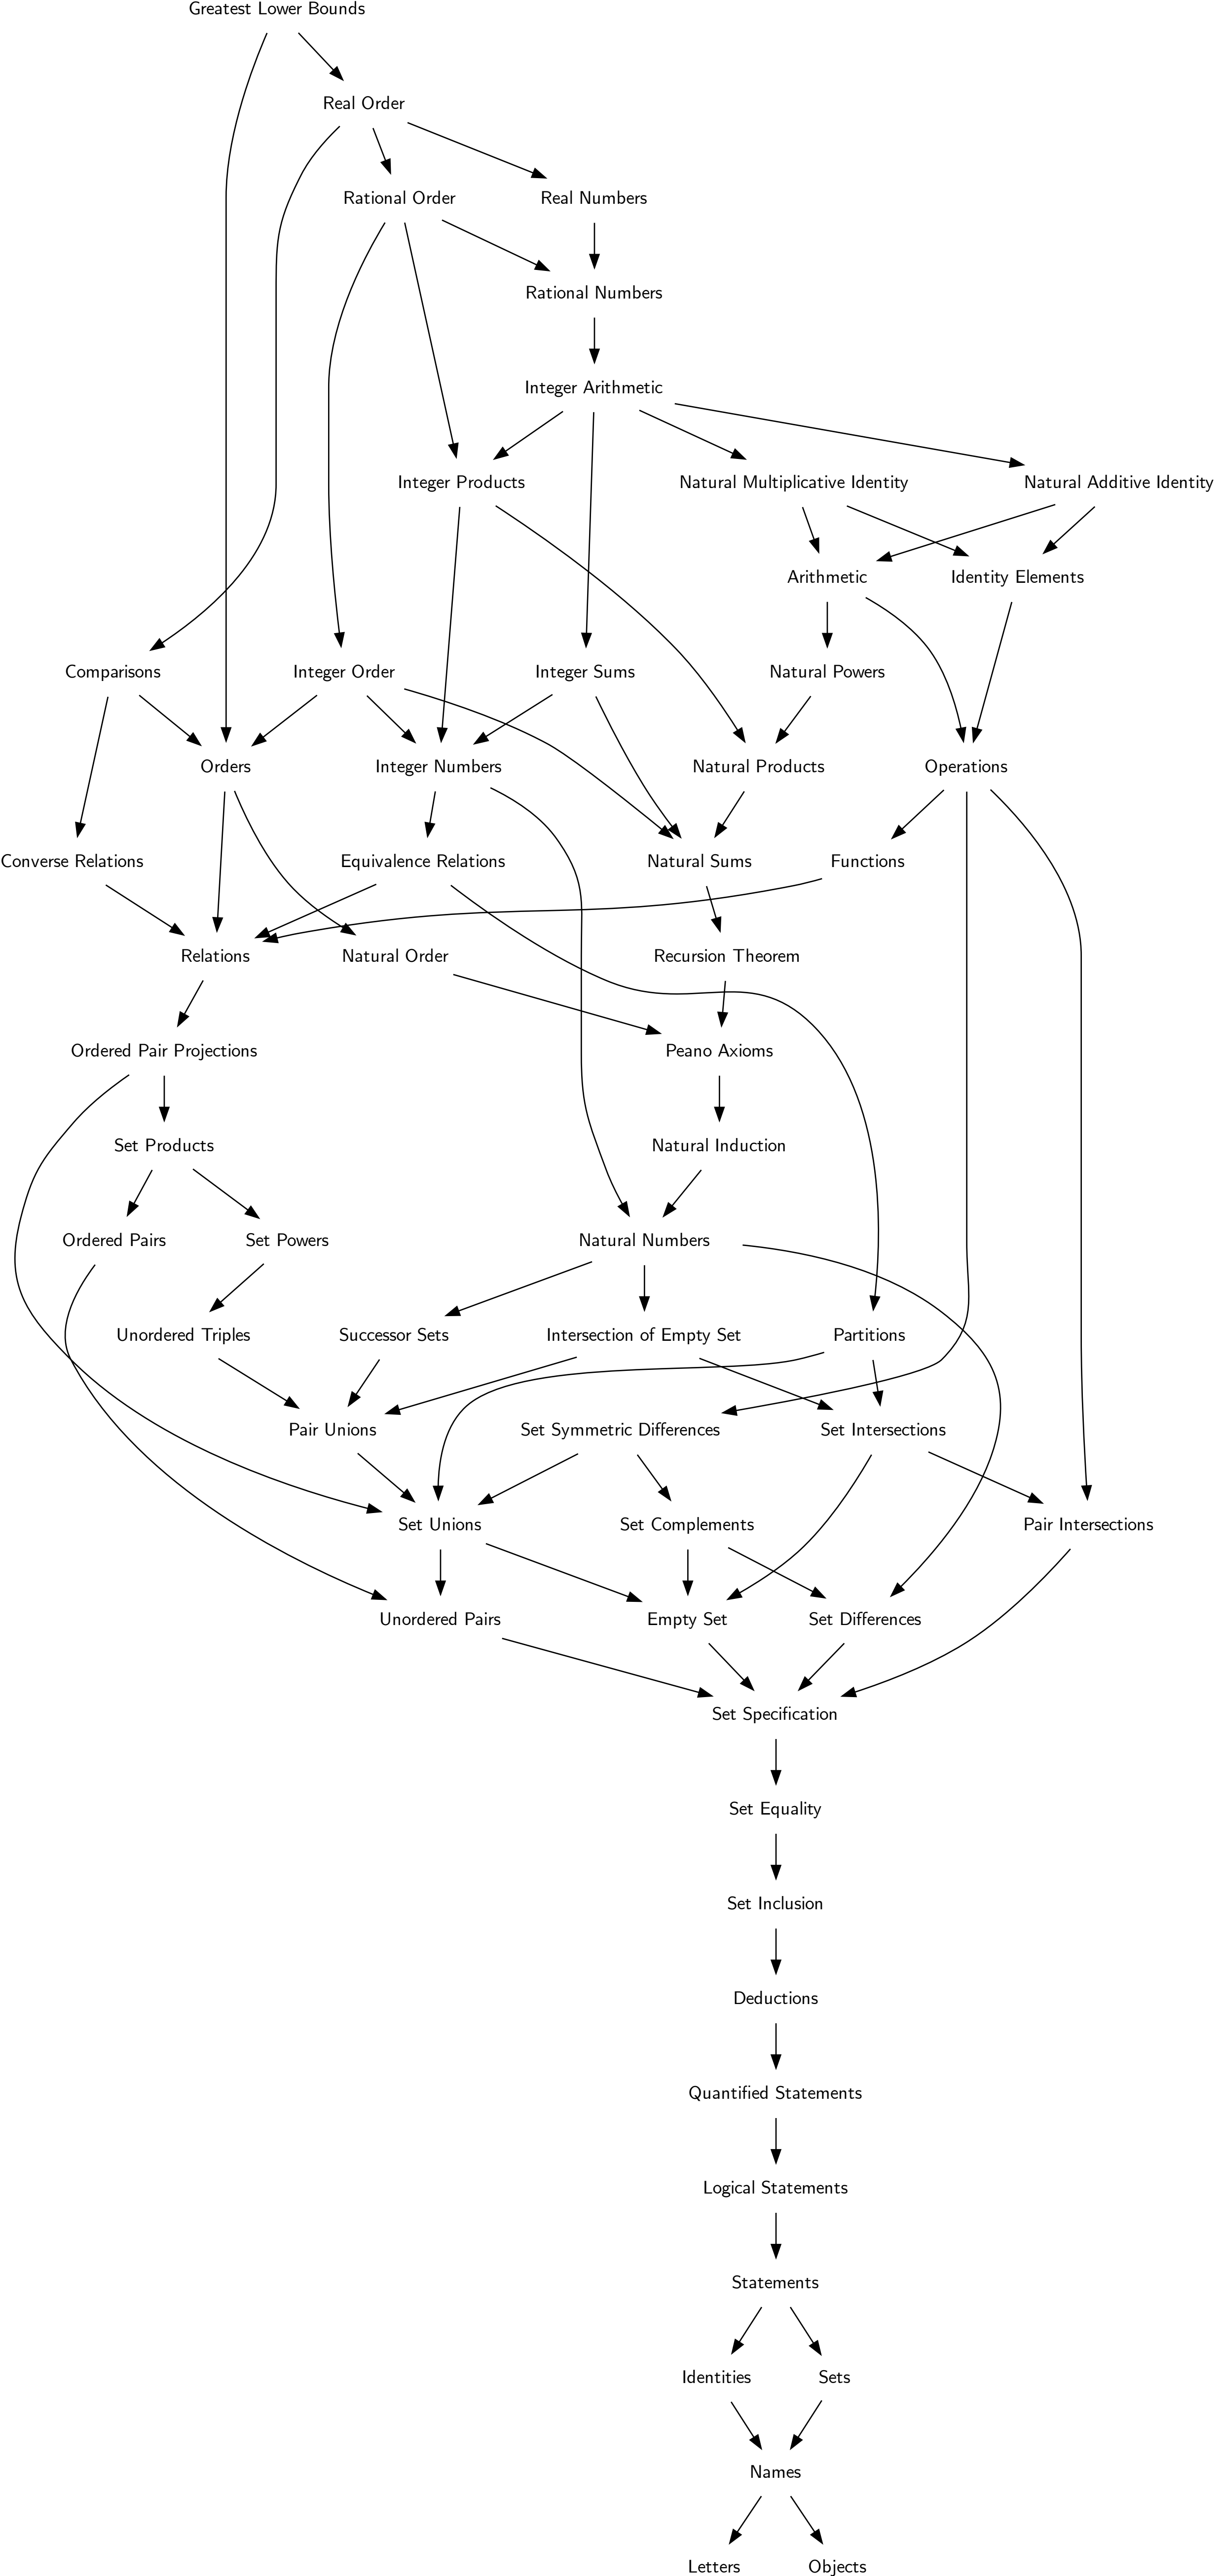 Greatest Lower Bounds
Real Order
Rational Order
Real Numbers
Rational Numbers
Integer Arithmetic
Integer Products
Natural Multiplicative Identity
Natural Additive Identity
Arithmetic
Identity Elements
Comparisons
Integer Order
Integer Sums
Natural Powers
Orders
Integer Numbers
Natural Products
Operations
Converse Relations
Equivalence Relations
Natural Sums
Functions
Relations
Natural Order
Recursion Theorem
Ordered Pair Projections
Peano Axioms
Set Products
Natural Induction
Ordered Pairs
Set Powers
Natural Numbers
Unordered Triples
Successor Sets
Intersection of Empty Set
Partitions
Pair Unions
Set Symmetric Differences
Set Intersections
Set Unions
Set Complements
Pair Intersections
Unordered Pairs
Empty Set
Set Differences
Set Specification
Set Equality
Set Inclusion
Deductions
Quantified Statements
Logical Statements
Statements
Identities
Sets
Names
Letters
Objects